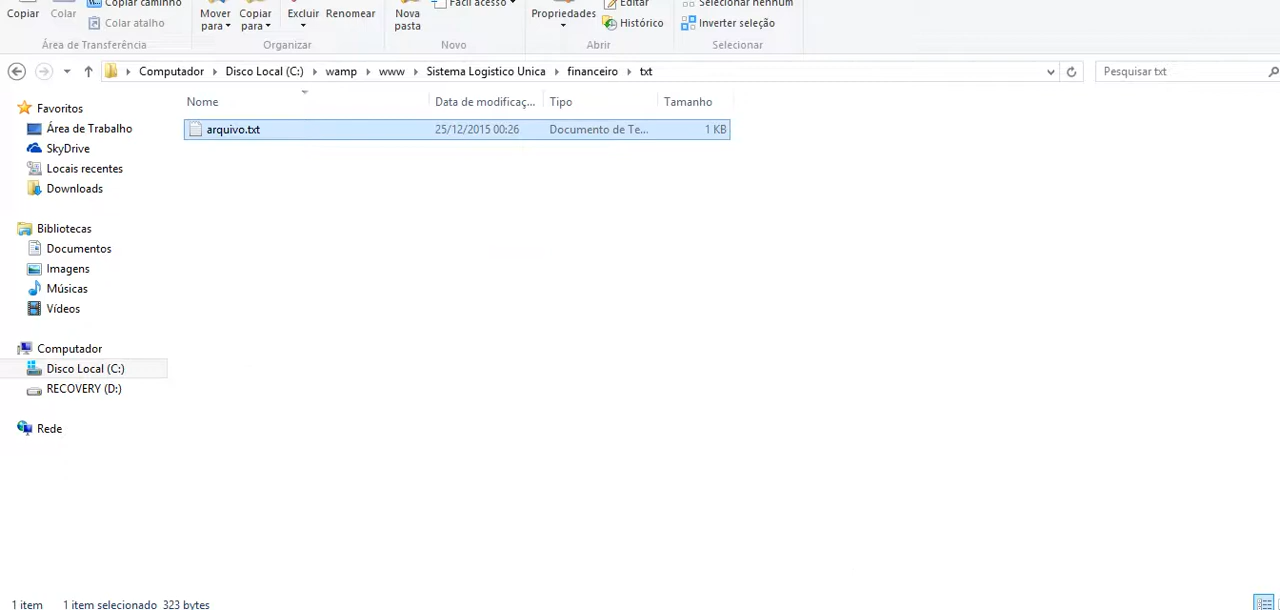 Copiar Colar Copiar caminho Mover Copiar Excluir Renomear Nova Fácil acesso Propriedades Editar Selecionar nenhum
Colar atalho para para pasta Histórico Inverter seleção
Área de Transferência Organizar Novo Abrir Selecionar
Computador Disco Local (C:) wamp www Sistema Logistico Unica financeiro txt Pesquisar txt
Nome Data de modificaç... Tipo Tamanho
arquivo.txt 25/12/2015 00:26 Documento de Te... 1 KB
Favoritos
Área de Trabalho
SkyDrive
Locais recentes
Downloads
Bibliotecas
Documentos
Imagens
Músicas
Vídeos
Computador
Disco Local (C:)
RECOVERY (D:)
Rede
1 item 1 item selecionado 323 bytes